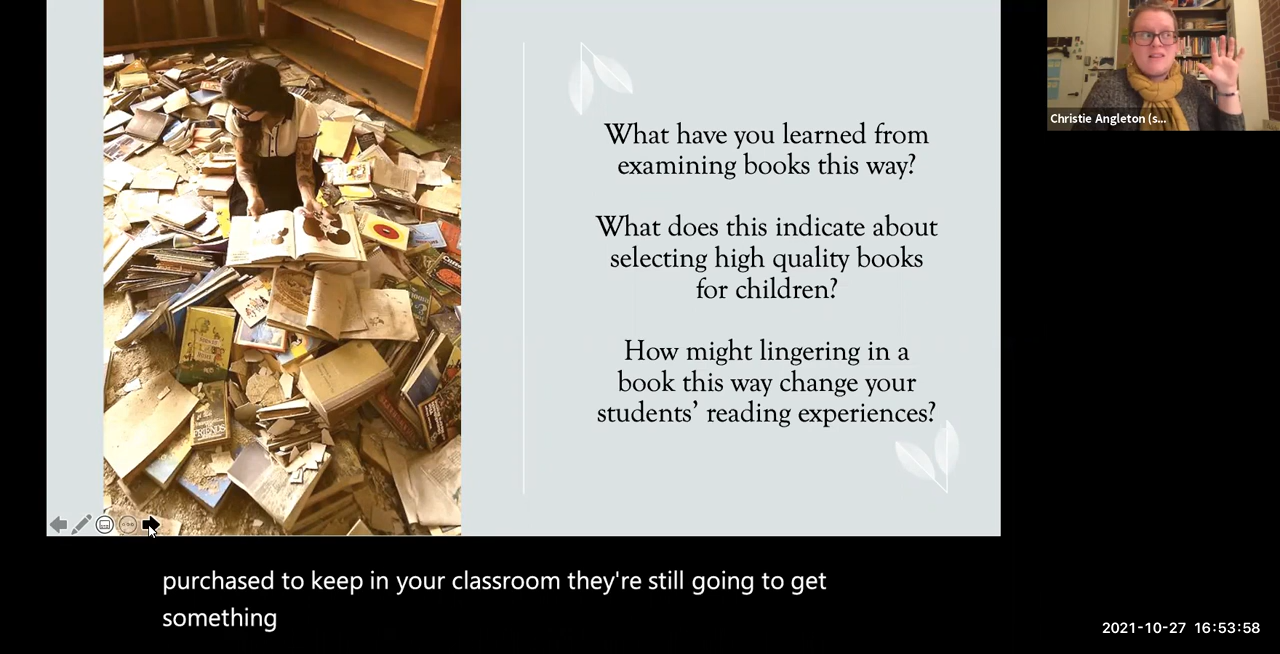 Christie Angleton (s...
What have you learned from
examining books this way?
What does this indicate about
selecting high quality books
for children?
How might lingering in a
book this way change your
students' reading experiences?
purchased to keep in your classroom they're still going to get
something
2021-10-27 16:53:58